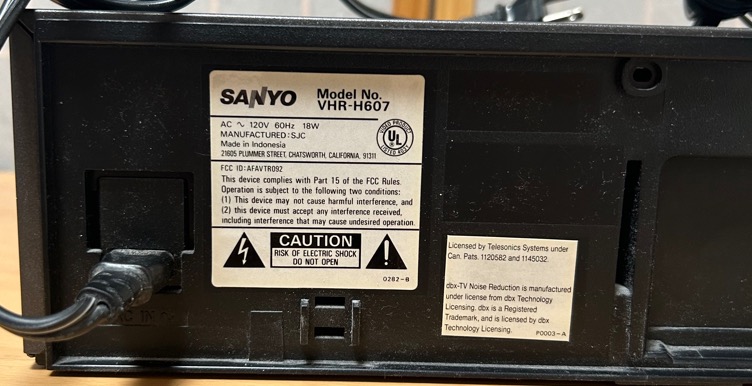 SANYO
Model No.
VHR-H607
AC ~ 120V 60Hz 18W
MANUFACTURED: SJC
Made in Indonesia
21605 PLUMMER STREET, CHATSWORTH, CALIFORNIA, 91311
UL
LISTED
FCC ID: AFAVTR092
This device complies with Part 15 of the FCC Rules.
Operation is subject to the following two conditions:
(1) This device may not cause harmful interference, and
(2) this device must accept any interference received,
including interference that may cause undesired operation.
CAUTION
RISK OF ELECTRIC SHOCK
DO NOT OPEN
!
0282-B
Licensed by Telesonics Systems under
Can. Pats. 1120582 and 1145032.
dbx-TV Noise Reduction is manufactured
under license from dbx Technology
Licensing. dbx is a Registered
Trademark, and is licensed by dbx
Technology Licensing.
P0003-A
AC IN